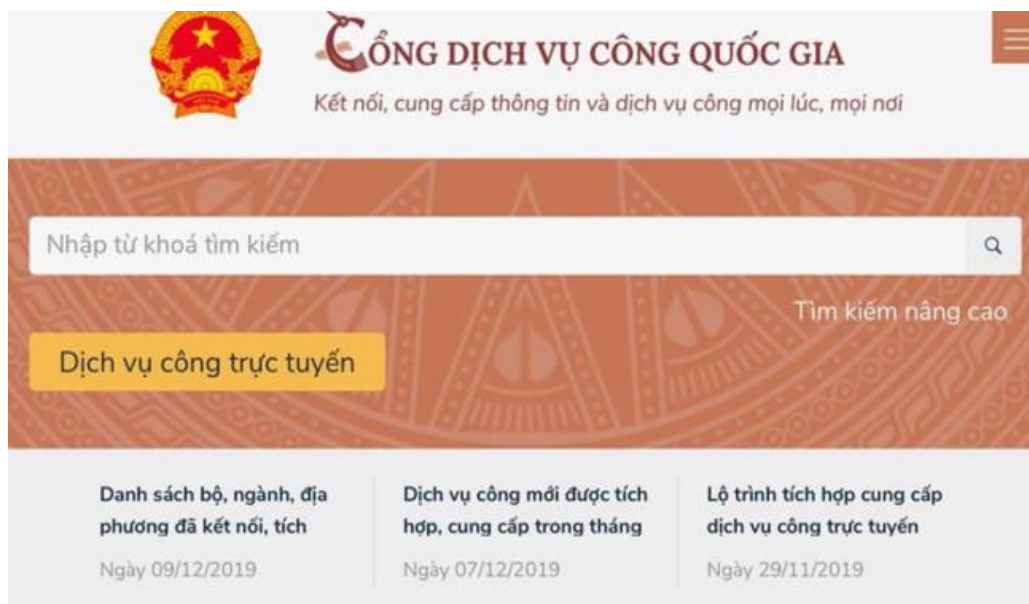 CỔNG DỊCH VỤ CÔNG QUỐC GIA
Kết nối, cung cấp thông tin và dịch vụ công mọi lúc, mọi nơi
Nhập từ khoá tìm kiếm
Tìm kiếm nâng cao
Dịch vụ công trực tuyến
Danh sách bộ, ngành, địa
phương đã kết nối, tích
Ngày 09/12/2019
Dịch vụ công mới được tích
hợp, cung cấp trong tháng
Ngày 07/12/2019
Lộ trình tích hợp cung cấp
dịch vụ công trực tuyến
Ngày 29/11/2019